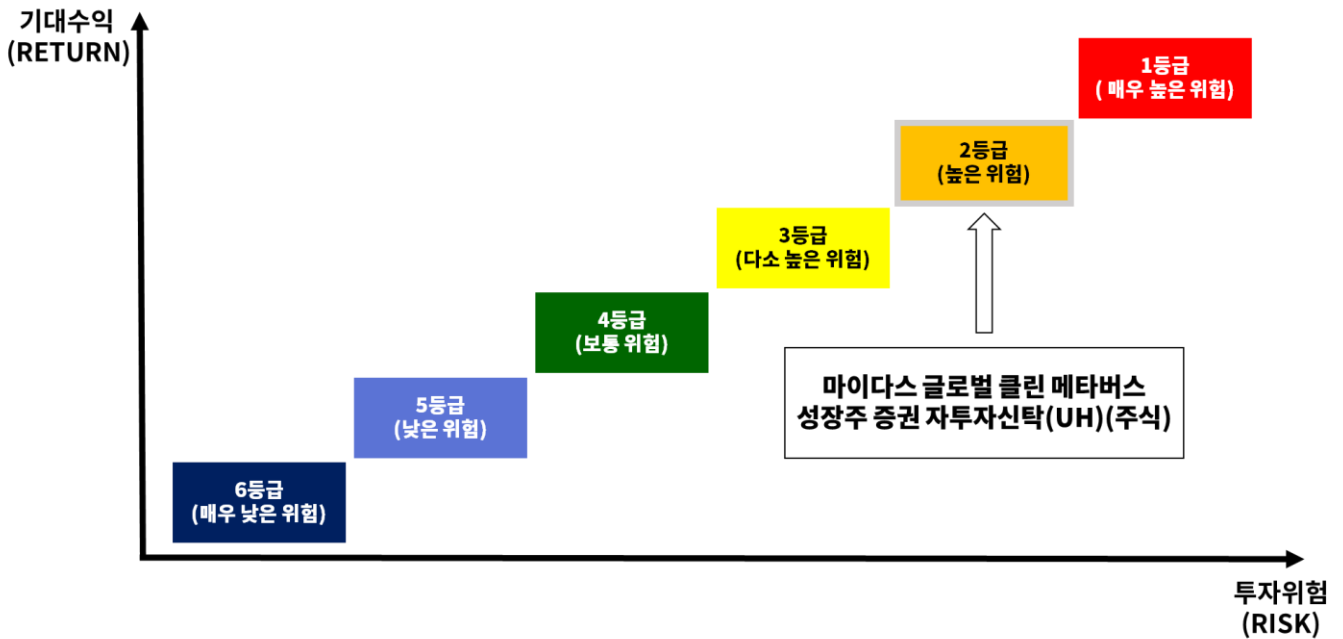 기대수익
(RETURN)
1등급
( 매우 높은 위험)
2등급
(높은 위험)
3등급
(다소 높은 위험)
4등급
(보통 위험)
마이다스 글로벌 클린 메타버스
성장주 증권 자투자신탁(UH)(주식)
5등급
(낮은 위험)
6등급
(매우 낮은 위험)
투자위험
(RISK)